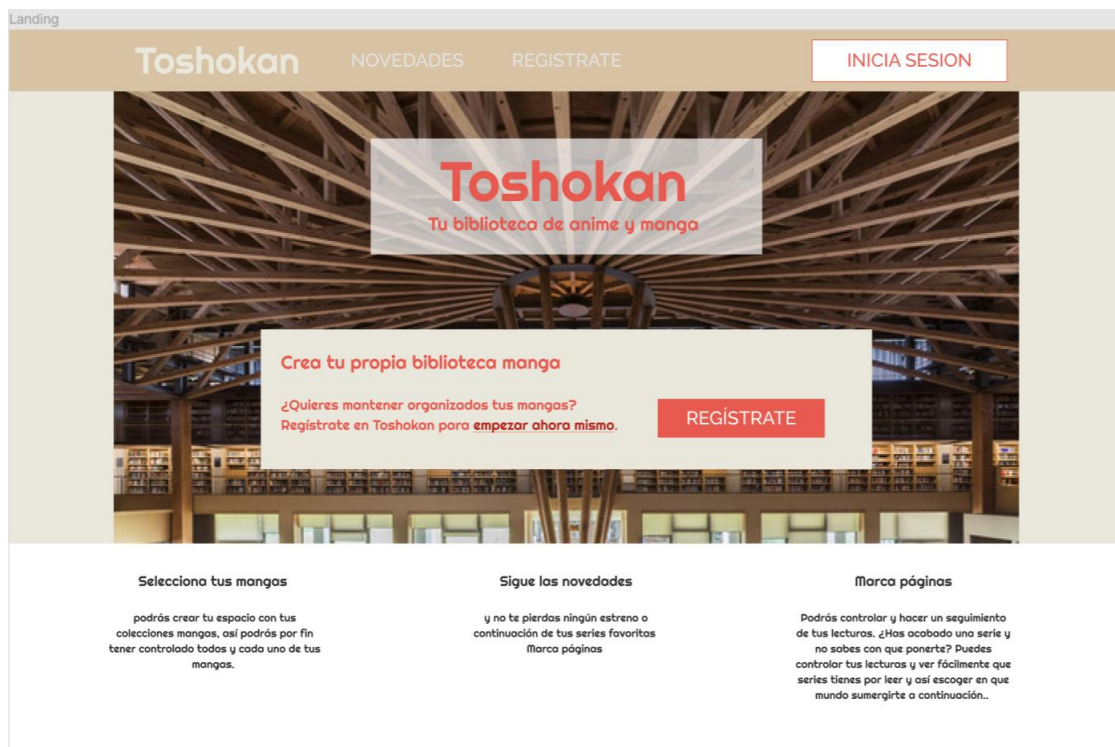 Landing
Toshokan
NOVEDADES
REGISTRATE
INICIA SESION
Toshokan
Tu biblioteca de anime y manga
Crea tu propia biblioteca manga
¿Quieres mantener organizados tus mangas?
Regístrate en Toshokan para empezar ahora mismo.
REGÍSTRATE
Selecciona tus mangas
podrás crear tu espacio con tus
colecciones mangas, así podrás por fin
tener controlado todos y cada uno de tus
mangas.
Sigue las novedades
y no te pierdas ningún estreno o
continuación de tus series favoritas
Marca páginas
Marca páginas
Podrás controlar y hacer un seguimiento
de tus lecturas. ¿Has acabado una serie y
no sabes con que ponerte? Puedes
controlar tus lecturas y ver fácilmente que
series tienes por leer y así escoger en que
mundo sumergirte a continuación..